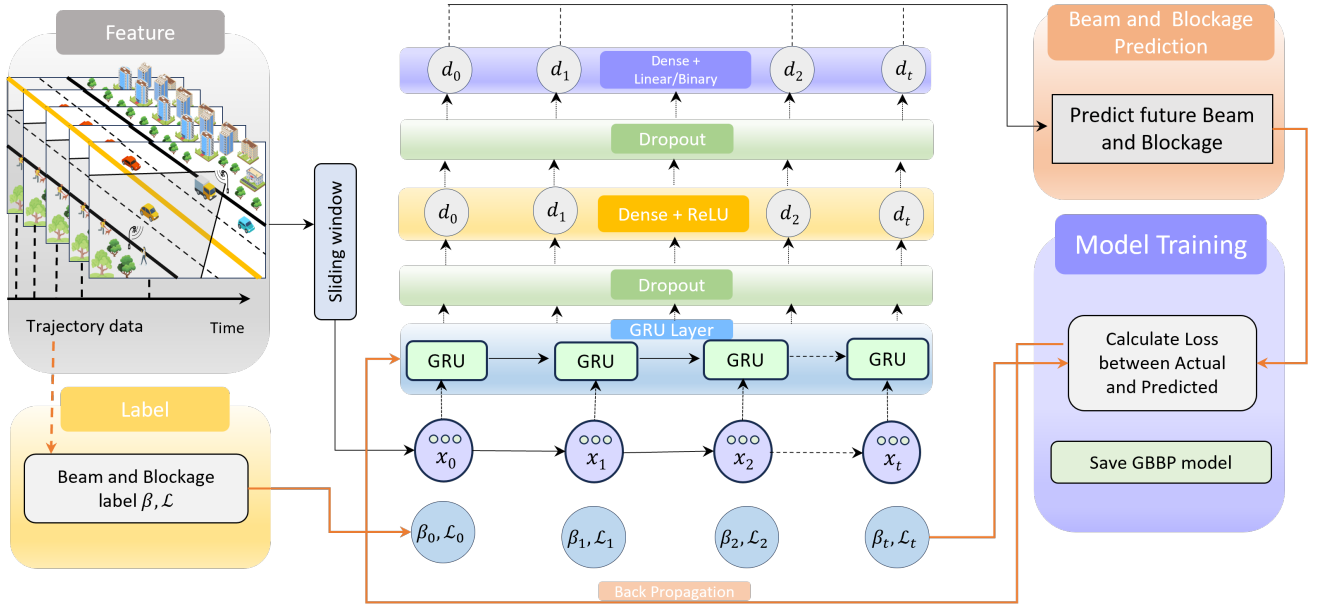 Feature
Trajectory data
Time
Label
Beam and Blockage
label β, ℒ
Sliding window
d₀
d₁
Dense +
Linear/Binary
d₂
dₜ
Dropout
d₀
d₁
Dense + ReLU
d₂
dₜ
Dropout
GRU Layer
GRU
GRU
GRU
GRU
x₀
x₁
x₂
xₜ
β₀, ℒ₀
β₁, ℒ₁
β₂, ℒ₂
βₜ, ℒₜ
Back Propagation
Beam and Blockage
Prediction
Predict future Beam
and Blockage
Model Training
Calculate Loss
between Actual
and Predicted
Save GBBP model